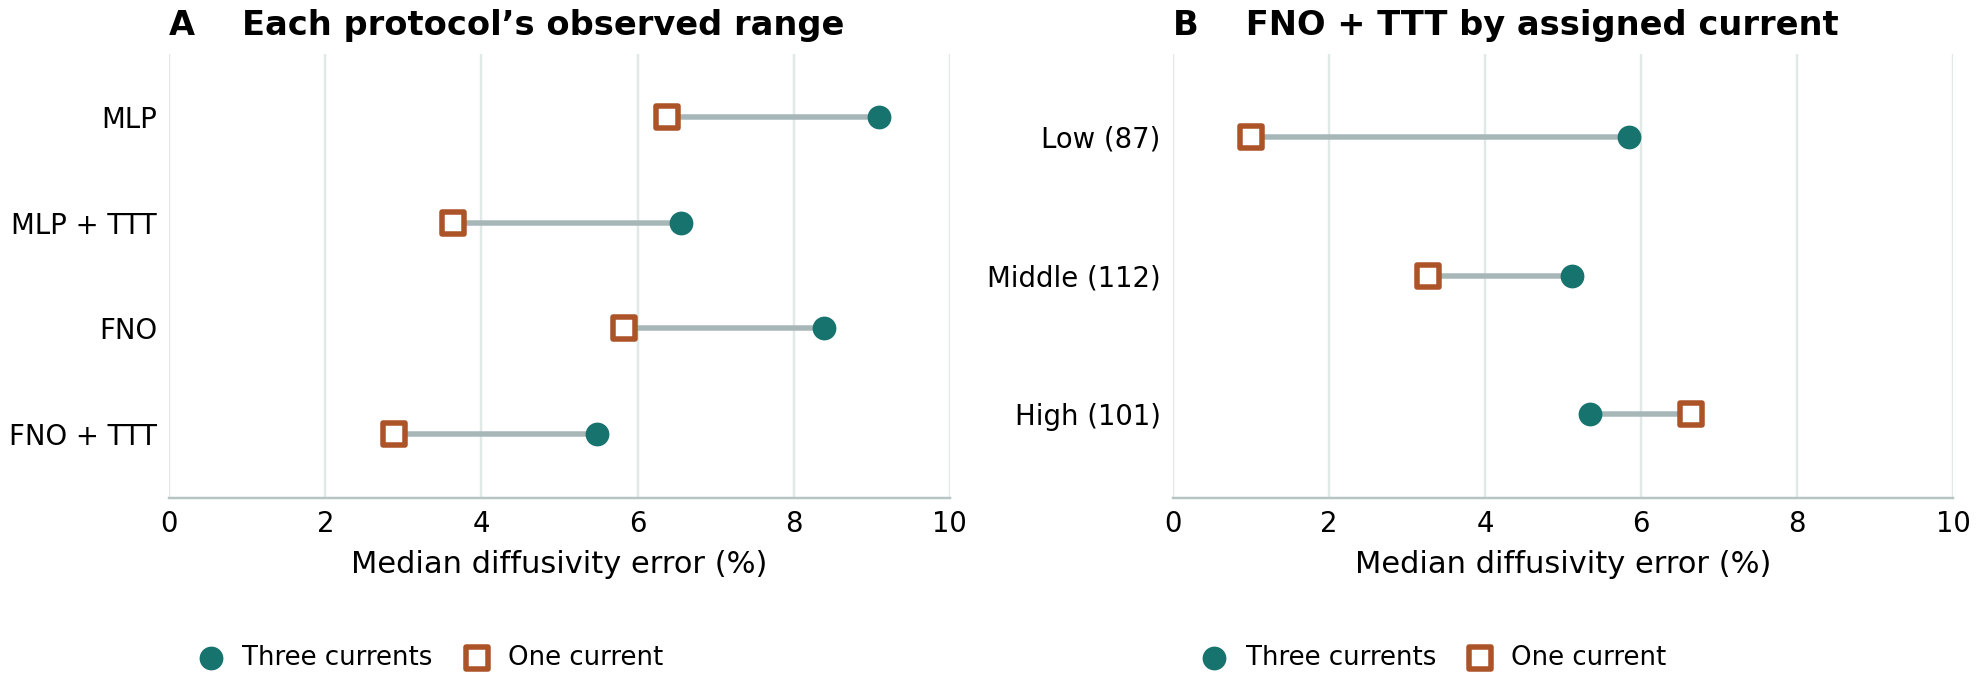 A Each protocol’s observed range
MLP
MLP + TTT
FNO
FNO + TTT
0 2 4 6 8 10
Median diffusivity error (%)
Three currents One current
B FNO + TTT by assigned current
Low (87)
Middle (112)
High (101)
0 2 4 6 8 10
Median diffusivity error (%)
Three currents One current